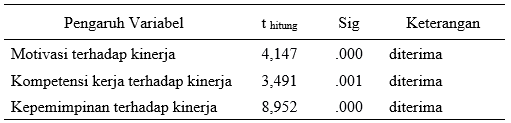 Pengaruh Variabel t hitung Sig Keterangan
Motivasi terhadap kinerja 4,147 .000 diterima
Kompetensi kerja terhadap kinerja 3,491 .001 diterima
Kepemimpinan terhadap kinerja 8,952 .000 diterima